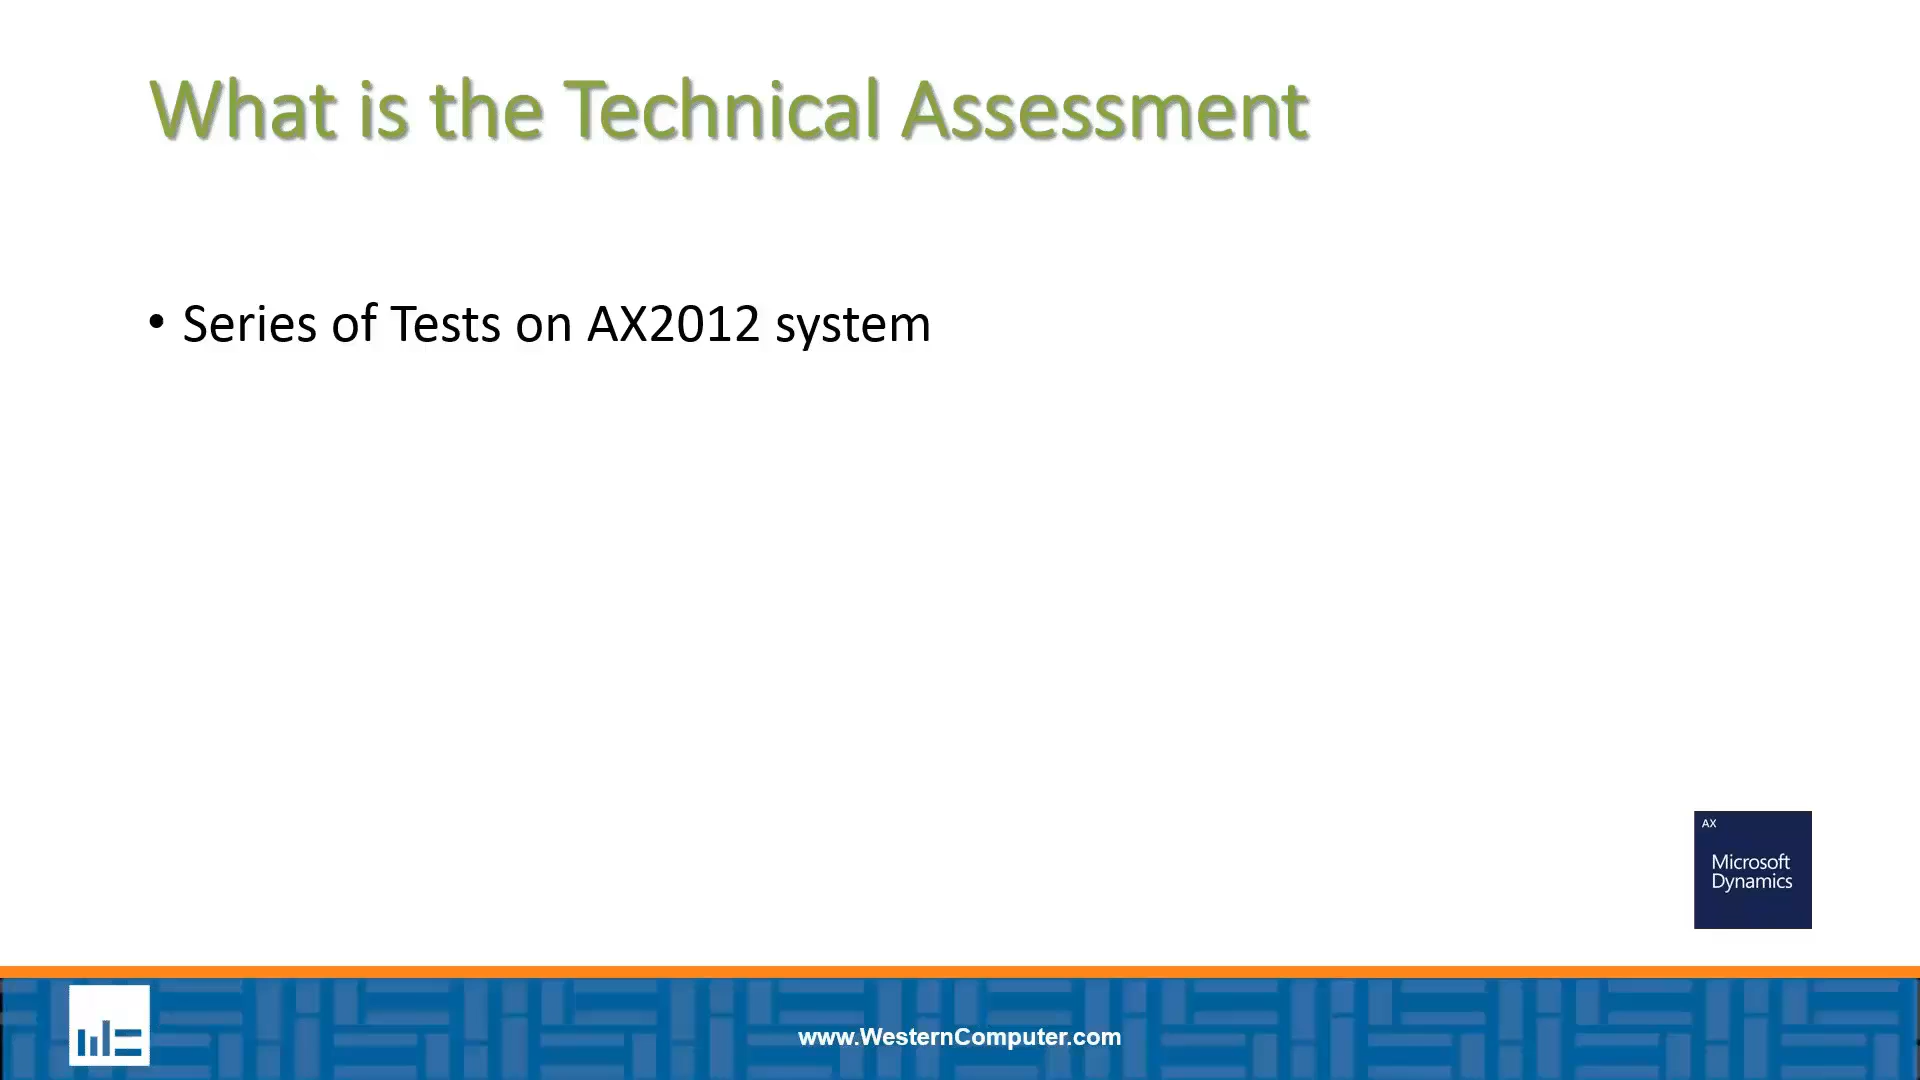 What is the Technical Assessment
• Series of Tests on AX2012 system
AX
Microsoft
Dynamics
www.WesternComputer.com